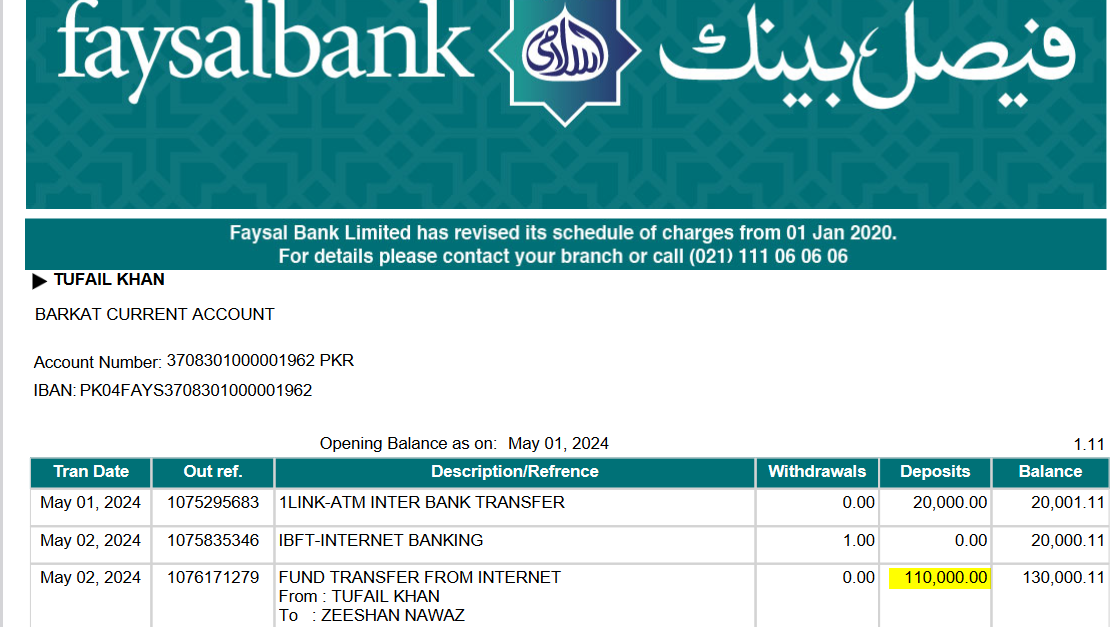 faysalbank اسلامی فیصل بینک
Faysal Bank Limited has revised its schedule of charges from 01 Jan 2020.
For details please contact your branch or call (021) 111 06 06 06
TUFAIL KHAN
BARKAT CURRENT ACCOUNT
Account Number: 3708301000001962 PKR
IBAN: PK04FAYS3708301000001962
Opening Balance as on: May 01, 2024 1.11
Tran Date Out ref. Description/Refrence Withdrawals Deposits Balance
May 01, 2024 1075295683 1LINK-ATM INTER BANK TRANSFER 0.00 20,000.00 20,001.11
May 02, 2024 1075835346 IBFT-INTERNET BANKING 1.00 0.00 20,000.11
May 02, 2024 1076171279 FUND TRANSFER FROM INTERNET 0.00 110,000.00 130,000.11
From : TUFAIL KHAN
To : ZEESHAN NAWAZ